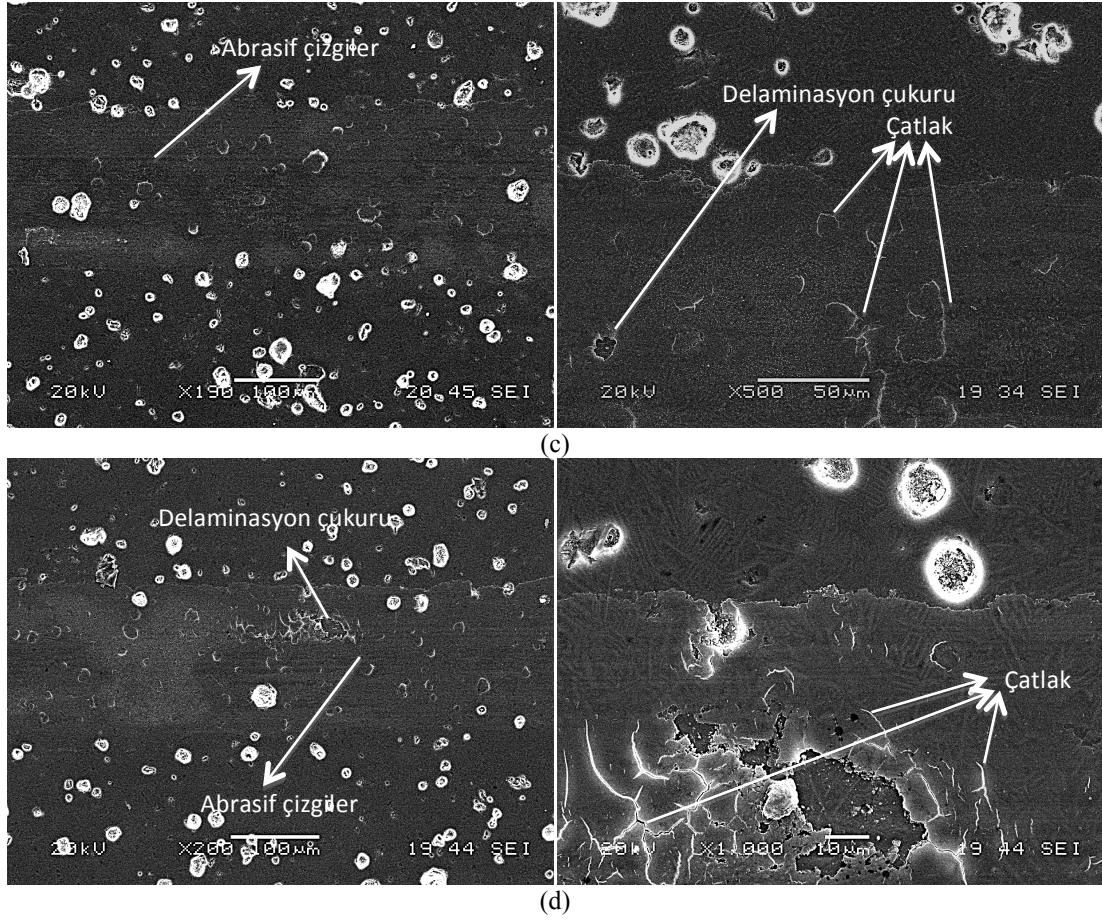 Abrasif çizgiler
20kV X190 100µm 20 45 SEI
Delaminasyon çukuru
Çatlak
20kV X500 50µm 19 34 SEI
(c)
Delaminasyon çukuru
Abrasif çizgiler
20kV X200 100µm 19 44 SEI
Çatlak
20kV X1,000 10µm 19 44 SEI
(d)